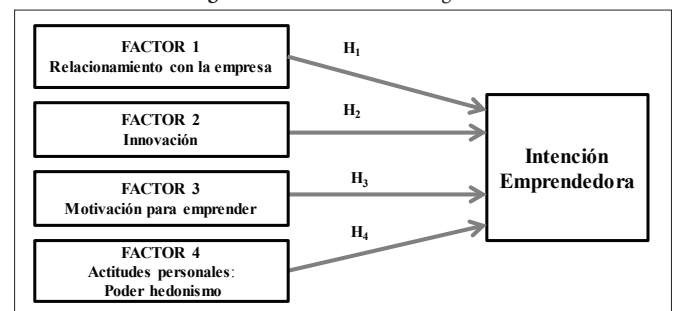 FACTOR 1
Relacionamiento con la empresa
H1
FACTOR 2
Innovación
H2
FACTOR 3
Motivación para emprender
H3
FACTOR 4
Actitudes personales:
Poder hedonismo
H4
Intención
Emprendedora